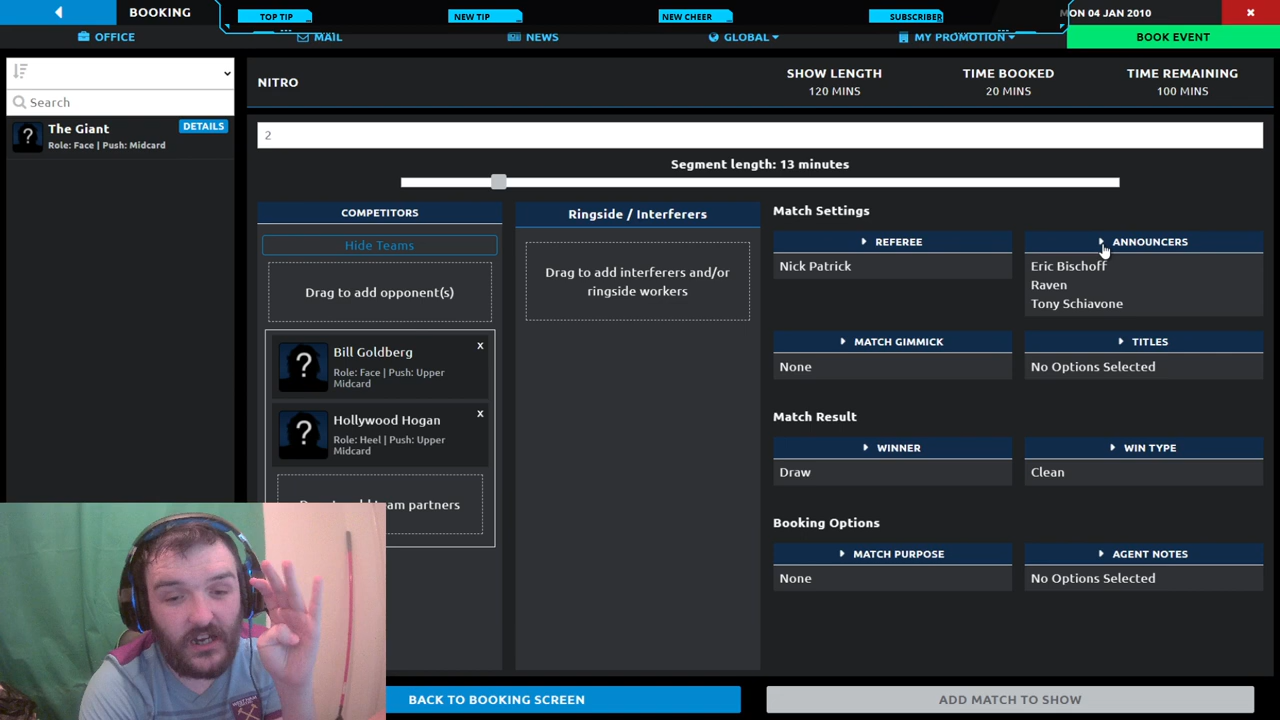 BOOKING
TOP TIP
NEW TIP
NEW CHEER
SUBSCRIBER
MON 04 JAN 2010
OFFICE
MAIL
NEWS
GLOBAL
MY PROMOTION
BOOK EVENT
Search
The Giant
DETAILS
Role: Face | Push: Midcard
NITRO
SHOW LENGTH
120 MINS
TIME BOOKED
20 MINS
TIME REMAINING
100 MINS
2
Segment length: 13 minutes
COMPETITORS
Hide Teams
Drag to add opponent(s)
Bill Goldberg
x
Role: Face | Push: Upper
Midcard
Hollywood Hogan
x
Role: Heel | Push: Upper
Midcard
team partners
Ringside / Interferers
Drag to add interferers and/or
ringside workers
Match Settings
REFEREE
Nick Patrick
ANNOUNCERS
Eric Bischoff
Raven
Tony Schiavone
MATCH GIMMICK
None
TITLES
No Options Selected
Match Result
WINNER
Draw
WIN TYPE
Clean
Booking Options
MATCH PURPOSE
None
AGENT NOTES
No Options Selected
BACK TO BOOKING SCREEN
ADD MATCH TO SHOW